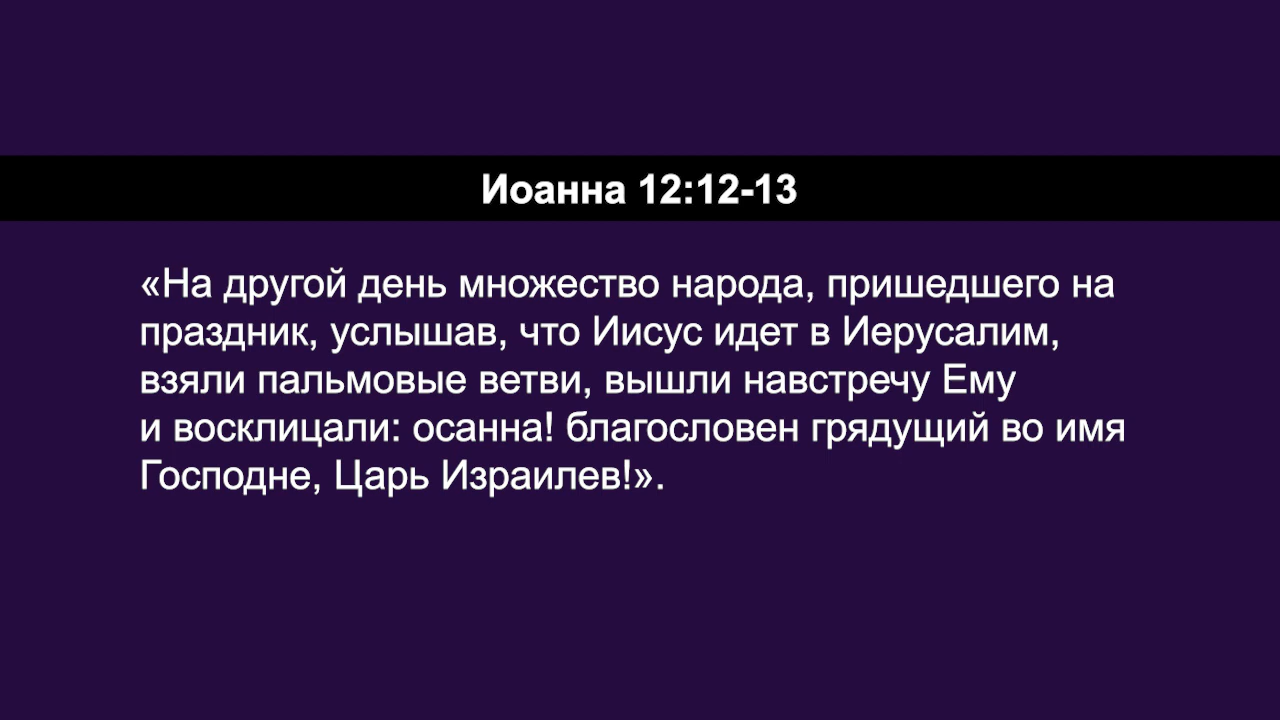 Иоанна 12:12-13
«На другой день множество народа, пришедшего на
праздник, услышав, что Иисус идет в Иерусалим,
взяли пальмовые ветви, вышли навстречу Ему
и восклицали: осанна! благословен грядущий во имя
Господне, Царь Израилев!».